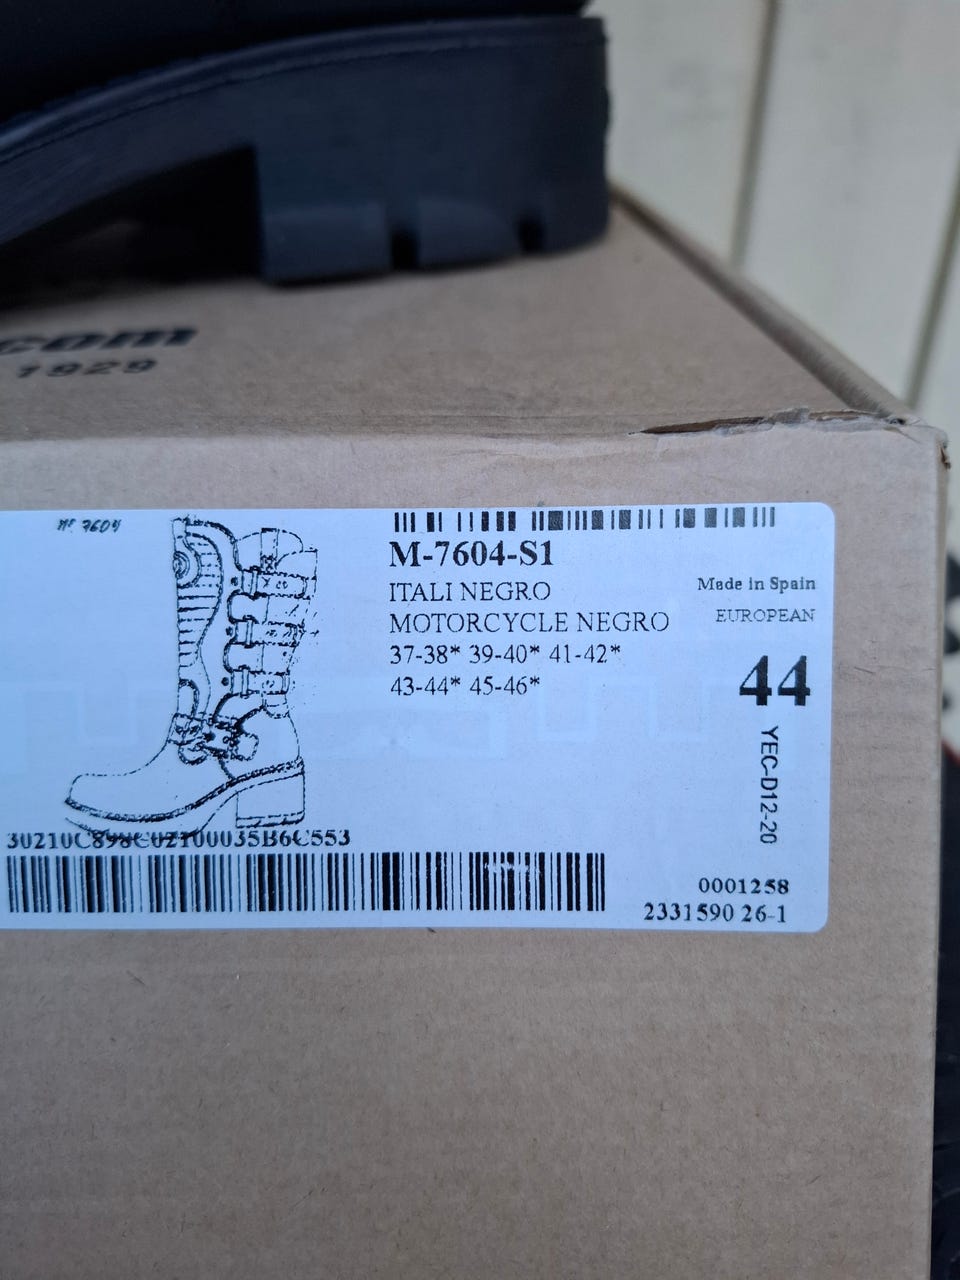 com
1929
Nº 7604
M-7604-S1
ITALI NEGRO
MOTORCYCLE NEGRO
37-38* 39-40* 41-42*
43-44* 45-46*
Made in Spain
EUROPEAN
44
YEC-D12-20
30210C898C02100035B6C553
0001258
2331590 26-1